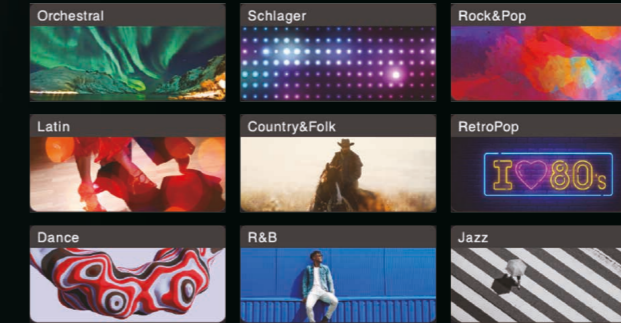 Orchestral
Schlager
Rock&Pop
Latin
Country&Folk
RetroPop
I 80's
Dance
R&B
Jazz